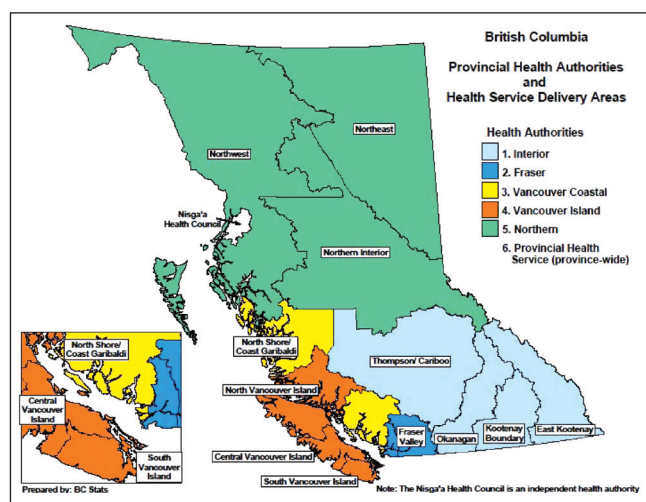 British Columbia
Provincial Health Authorities
and
Health Service Delivery Areas
Health Authorities
1. Interior
2. Fraser
3. Vancouver Coastal
4. Vancouver Island
5. Northern
6. Provincial Health
Service (province-wide)
Northeast
Northwest
Nisga'a
Health Council
Northern Interior
North Shore/
Coast Garibaldi
Thompson/ Cariboo
North Vancouver Island
Fraser
Valley
Okanagan
Kootenay
Boundary
East Kootenay
Central Vancouver Island
South Vancouver Island
North Shore/
Coast Garibaldi
Central
Vancouver
Island
South
Vancouver
Island
Prepared by: BC Stats
Note: The Nisga'a Health Council is an independent health authority